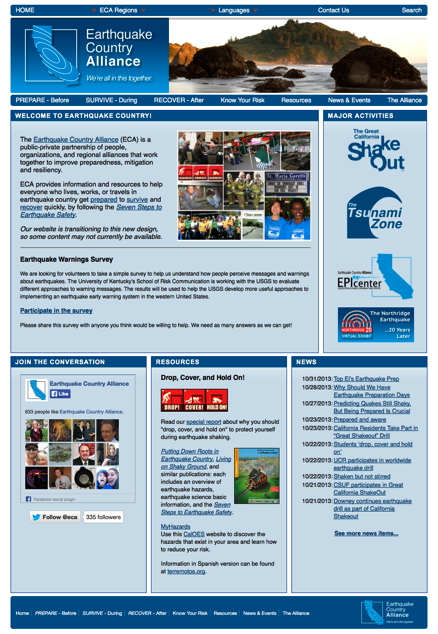 HOME ECA Regions Languages Contact Us Search
Earthquake
Country
Alliance
We're all in this together.
PREPARE - Before SURVIVE - During RECOVER - After Know Your Risk Resources News & Events The Alliance
WELCOME TO EARTHQUAKE COUNTRY!
The Earthquake Country Alliance (ECA) is a
public-private partnership of people,
organizations, and regional alliances that work
together to improve preparedness, mitigation
and resiliency.
ECA provides information and resources to help
everyone who lives, works, or travels in
earthquake country get prepared to survive and
recover quickly, by following the Seven Steps to
Earthquake Safety.
Our website is transitioning to this new design,
so some content may not currently be available.
Earthquake Warnings Survey
We are looking for volunteers to take a simple survey to help us understand how people perceive messages and warnings
about earthquakes. The University of Kentucky's School of Risk Communication is working with the USGS to evaluate
different approaches to warning messages. The results will be used to help the USGS develop more useful approaches to
implementing an earthquake early warning system in the western United States.
Participate in the survey
Please share this survey with anyone you think would be willing to help. We need as many answers as we can get!
MAJOR ACTIVITIES
The Great
California
ShakeOut
The
Tsunami
Zone
Earthquake Country Alliance
EPIcenter
The Northridge
Earthquake
...20 Years
Later
NORTHRIDGE 20
VIRTUAL EXHIBIT
JOIN THE CONVERSATION
Earthquake Country Alliance
Like
633 people like Earthquake Country Alliance.
Facebook social plugin
Follow @eca 335 followers
RESOURCES
Drop, Cover, and Hold On!
DROP! COVER! HOLD ON!
Read our special report about why you should
"drop, cover, and hold on" to protect yourself
during earthquake shaking.
Putting Down Roots in
Earthquake Country, Living
on Shaky Ground, and
similar publications: each
includes an overview of
earthquake hazards,
earthquake science basic
information, and the Seven
Steps to Earthquake Safety.
MyHazards
Use this CalOES website to discover the
hazards that exist in your area and learn how
to reduce your risk.
Information in Spanish version can be found
at terremotos.org.
NEWS
10/31/2013: Top EI's Earthquake Prep
10/29/2013: Why Should We Have
Earthquake Preparation Days
10/27/2013: Predicting Quakes Still Shaky,
But Being Prepared Is Crucial
10/23/2013: Prepared and aware
10/23/2013: California Residents Take Part in
"Great Shakeout" Drill
10/22/2013: Students 'drop, cover and hold
on'
10/22/2013: UCR participates in worldwide
earthquake drill
10/22/2013: Shaken but not stirred
10/21/2013: CSUF participates in Great
California ShakeOut
10/21/2013: Downey continues earthquake
drill as part of California
Shakeout
See more news items...
Home | PREPARE - Before | SURVIVE - During | RECOVER - After | Know Your Risk | Resources | News & Events | The Alliance
Earthquake
Country
Alliance